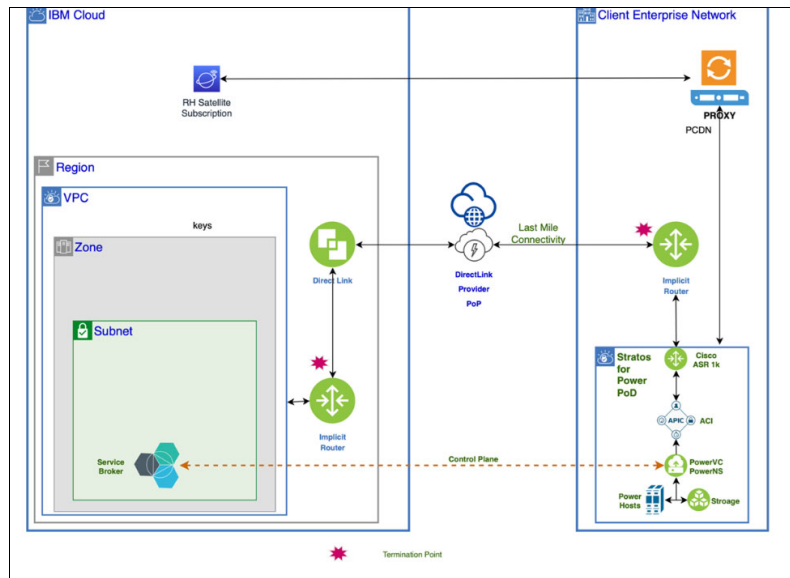 IBM Cloud
Client Enterprise Network
RH Satellite
Subscription
PROXY
PCDN
Region
VPC
keys
Zone
Direct Link
Last Mile
Connectivity
DirectLink
Provider
PoP
Implicit
Router
Subnet
Stratos
for
Power
PoD
Cisco
ASR 1k
APIC
ACI
Implicit
Router
Service
Broker
Control Plane
PowerVC
PowerNS
Power
Hosts
Stroage
Termination Point